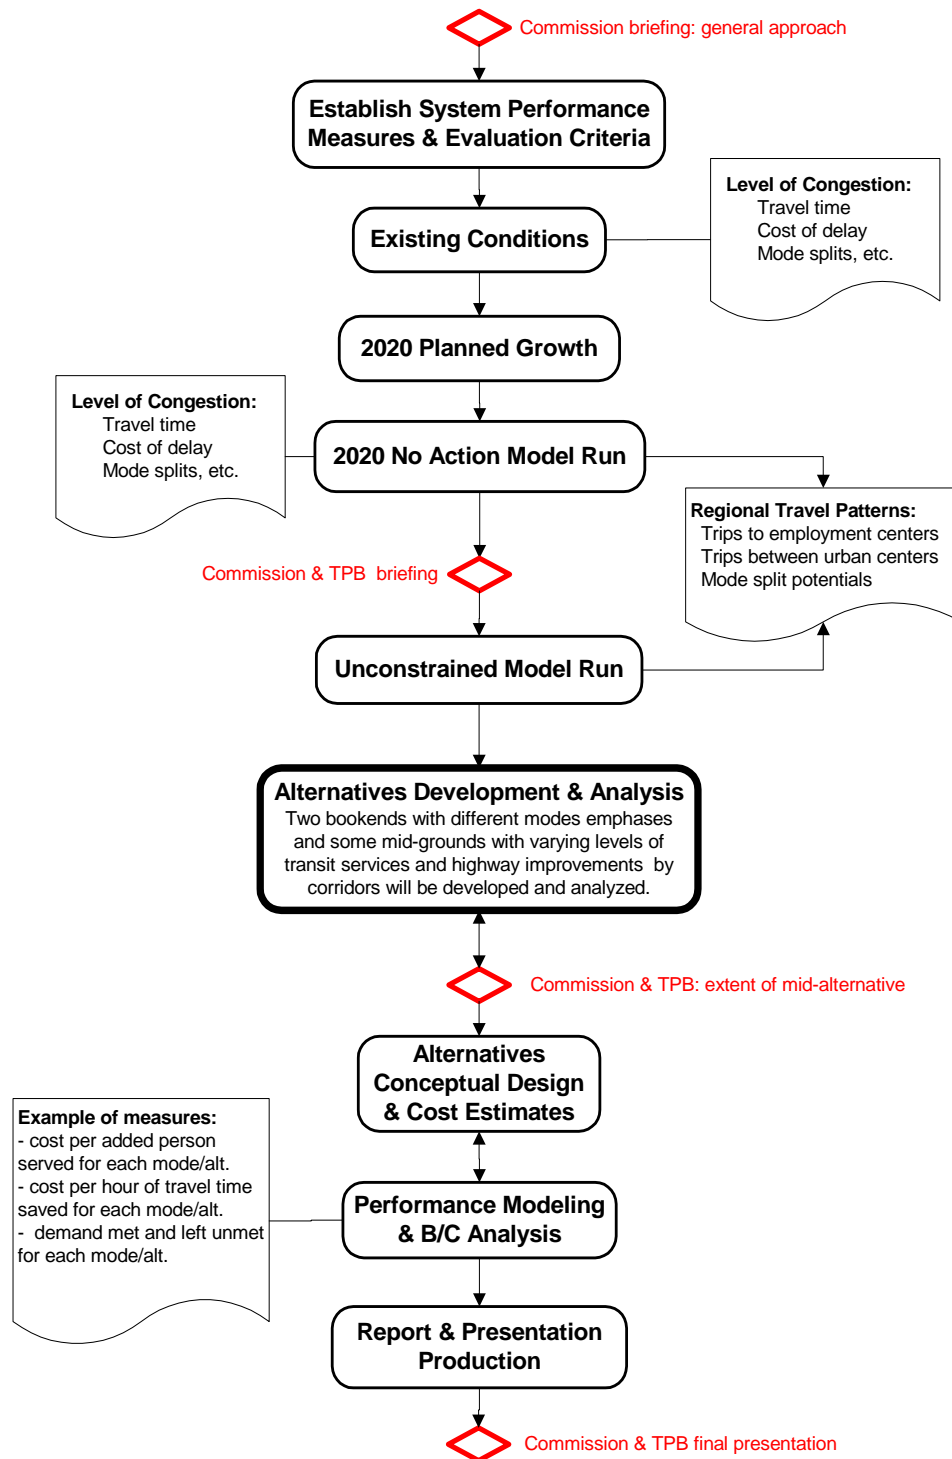 Commission briefing: general approach
Establish System Performance
Measures & Evaluation Criteria
Level of Congestion:
Travel time
Cost of delay
Mode splits, etc.
Existing Conditions
2020 Planned Growth
Level of Congestion:
Travel time
Cost of delay
Mode splits, etc.
2020 No Action Model Run
Regional Travel Patterns:
Trips to employment centers
Trips between urban centers
Mode split potentials
Commission & TPB  briefing
Unconstrained Model Run
Alternatives Development & Analysis
Two bookends with different modes emphases
and some mid-grounds with varying levels of
transit services and highway improvements  by
corridors will be developed and analyzed.
Commission & TPB: extent of mid-alternative
Alternatives
Conceptual Design
& Cost Estimates
Example of measures:
- cost per added person
served for each mode/alt.
- cost per hour of travel time
saved for each mode/alt.
-  demand met and left unmet
for each mode/alt.
Performance Modeling
& B/C Analysis
Report & Presentation
Production
Commission & TPB final presentation